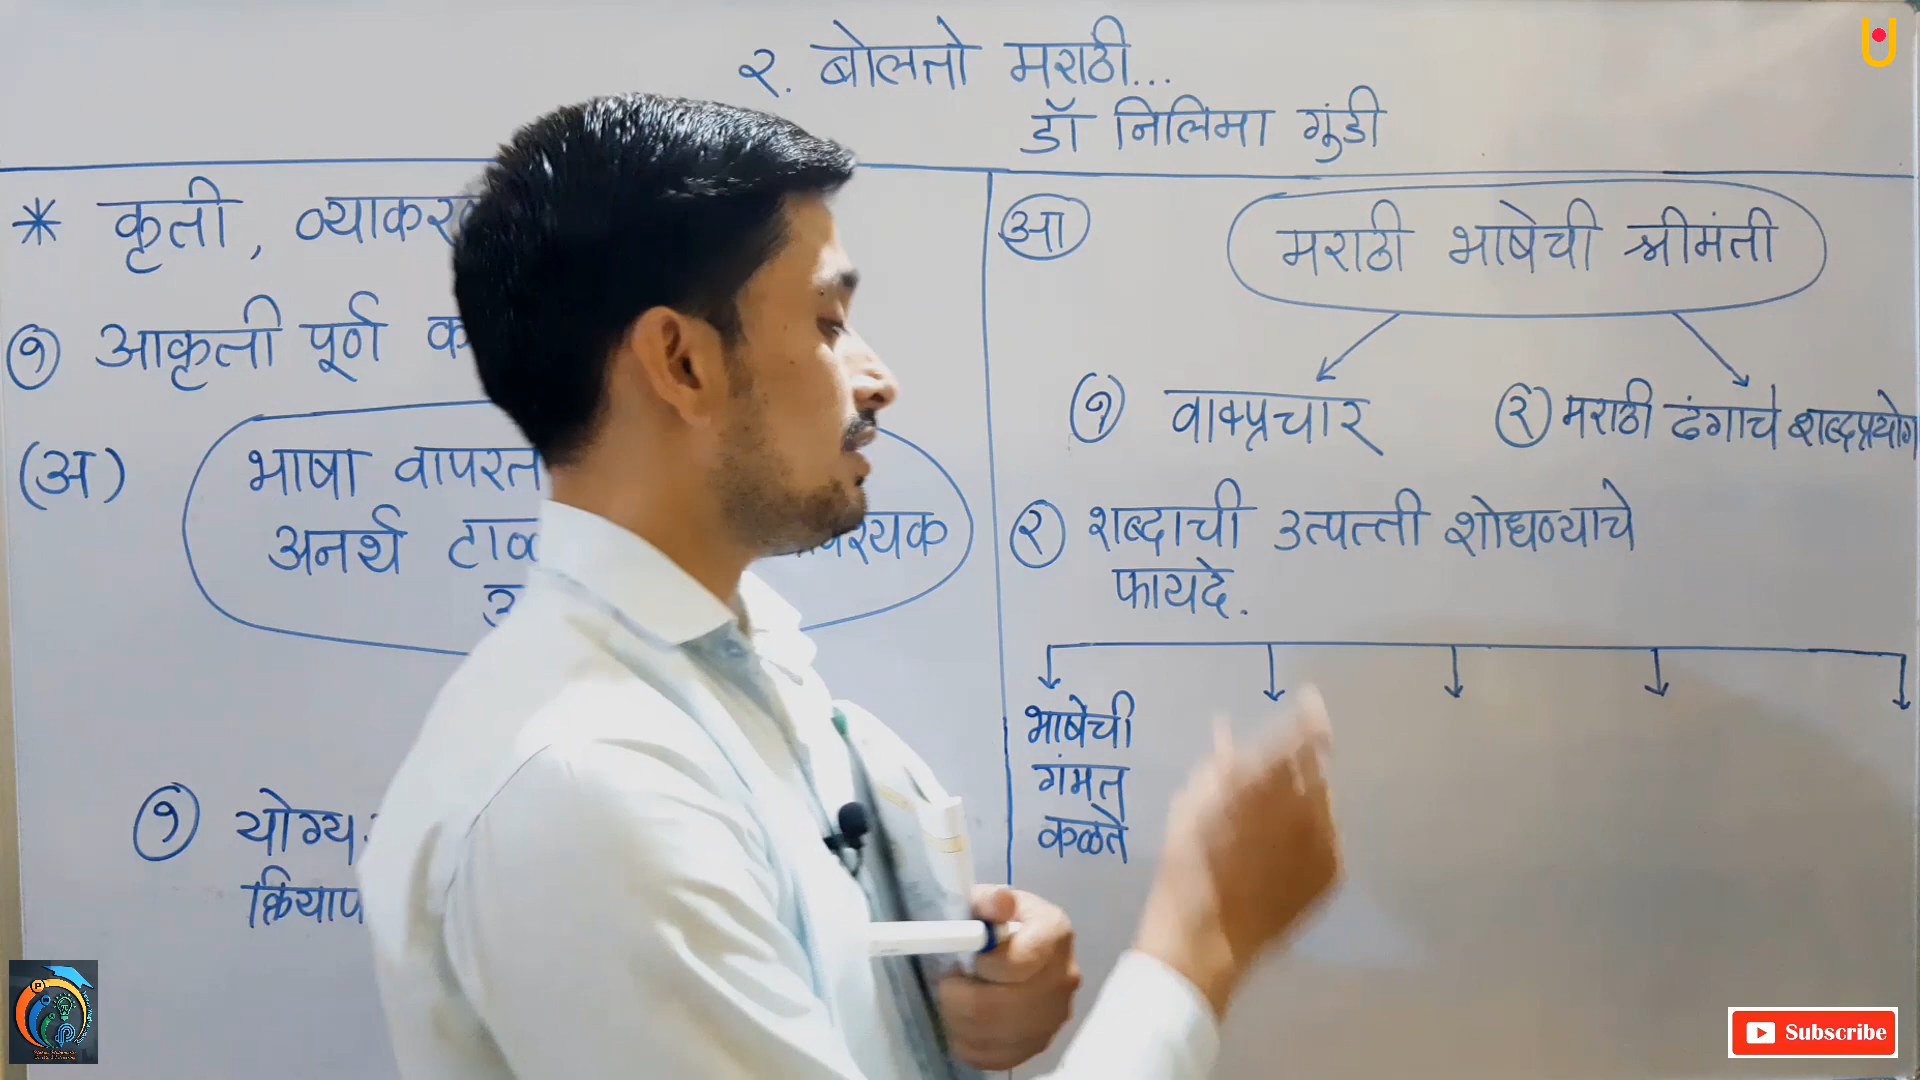 २. बोलतो मराठी...
डॉ निलिमा गुंडी
* कृती, व्याकर
१ आकृती पूर्ण क
(अ) भाषा वापरत
अनर्थ टाळ वश्यक
१ योग्य
क्रियाप
आ मराठी भाषेची श्रीमंती
१ वाक्प्रचार २ मराठी ढंगाचे शब्दप्रयोग
२ शब्दाची उत्पत्ती शोधण्याचे
फायदे.
भाषेची
गंमत
कळते
Subscribe